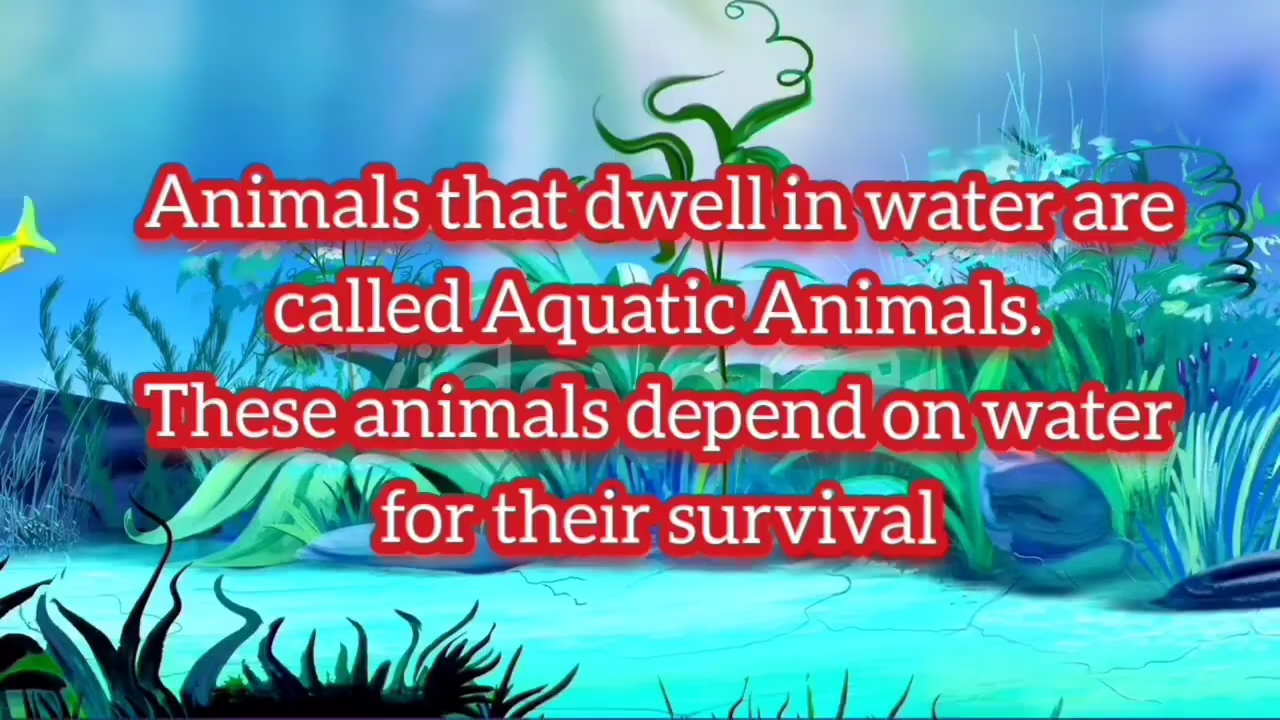 Animals that dwell in water are
called Aquatic Animals.
These animals depend on water
for their survival